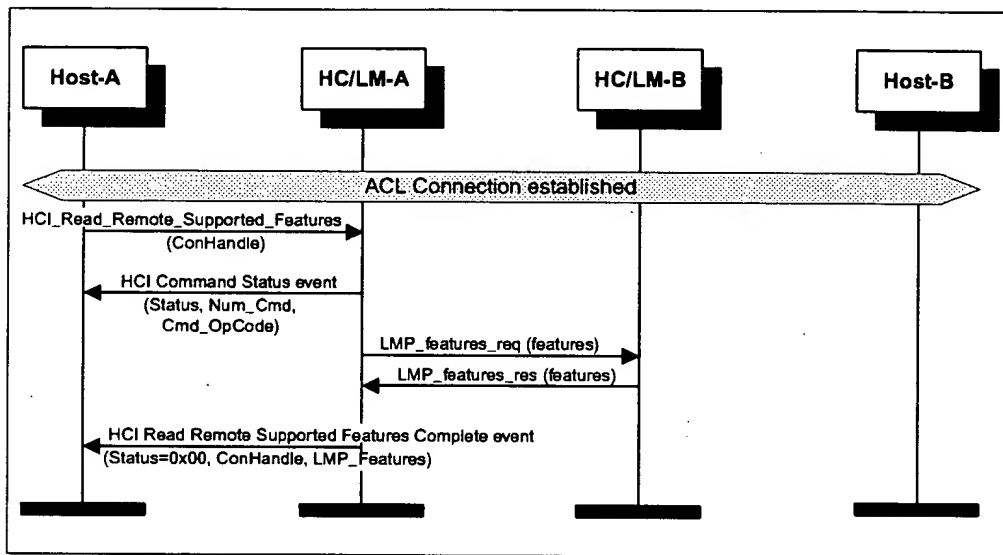 Host-A
HC/LM-A
HC/LM-B
Host-B
ACL Connection established
HCI_Read_Remote_Supported_Features
(ConHandle)
HCI Command Status event
(Status, Num_Cmd,
Cmd_OpCode)
LMP_features_req (features)
LMP_features_res (features)
HCI Read Remote Supported Features Complete event
(Status=0x00, ConHandle, LMP_Features)